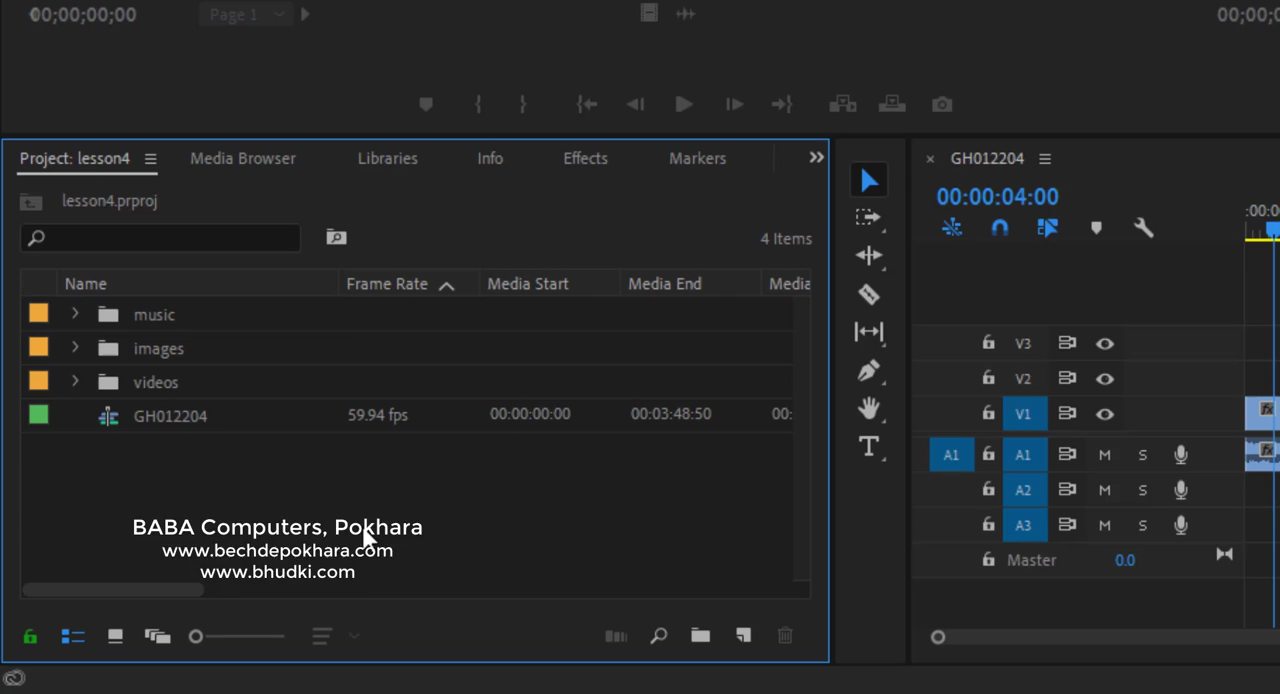 00;00;00;00
Page 1
00;00;0
Project: lesson4
Media Browser
Libraries
Info
Effects
Markers
lesson4.prproj
4 Items
Name
Frame Rate
Media Start
Media End
Media
music
images
videos
GH012204
59.94 fps
00:00:00:00
00:03:48:50
00:
BABA Computers, Pokhara
www.bechdepokhara.com
www.bhudki.com
T
× GH012204
00:00:04:00
:00:0
V3
V2
V1 fx
A1 A1 M S fx
A2 M S
A3 M S
Master 0.0